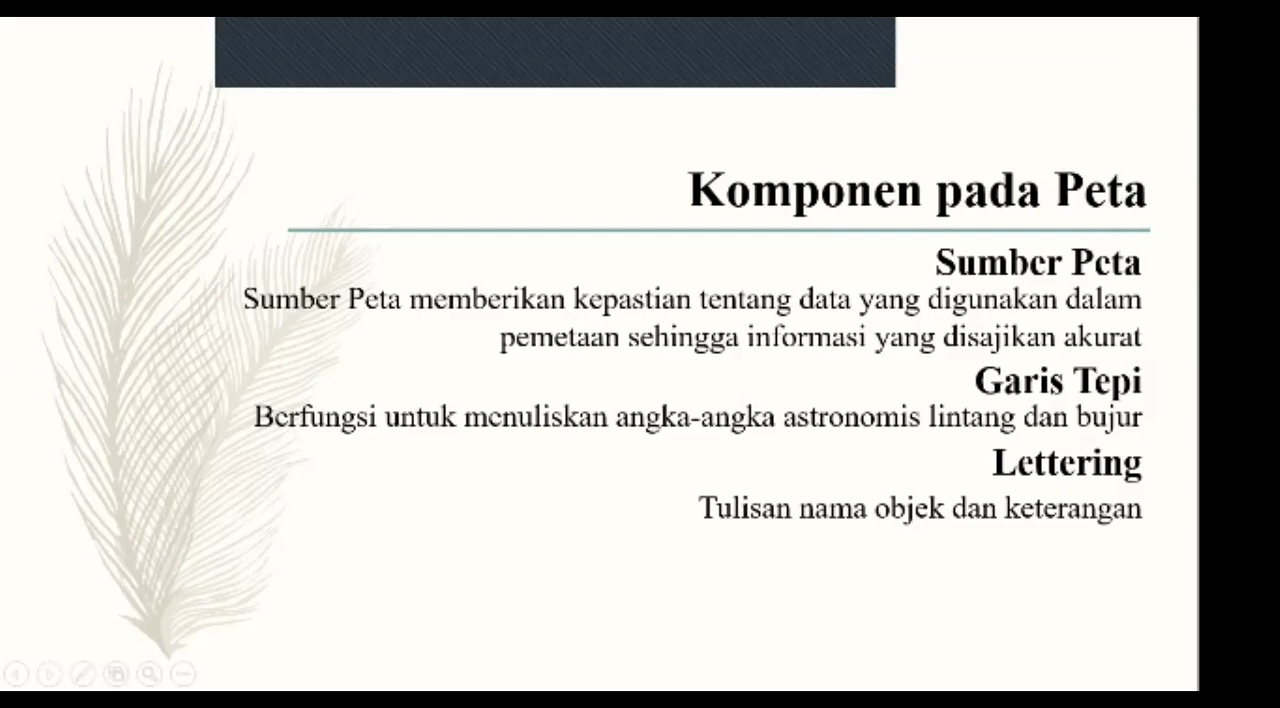 Komponen pada Peta
Sumber Peta
Sumber Peta memberikan kepastian tentang data yang digunakan dalam
pemetaan sehingga informasi yang disajikan akurat
Garis Tepi
Berfungsi untuk menuliskan angka-angka astronomis lintang dan bujur
Lettering
Tulisan nama objek dan keterangan